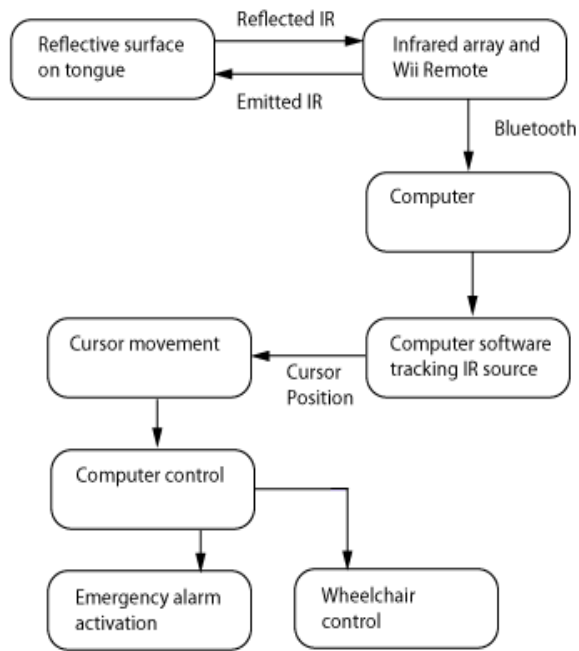 Reflected IR
Reflective surface
on tongue
Infrared array and
Wii Remote
Emitted IR
Bluetooth
Computer
Cursor movement
Computer software
tracking IR source
Cursor
Position
Computer control
Emergency alarm
activation
Wheelchair
control